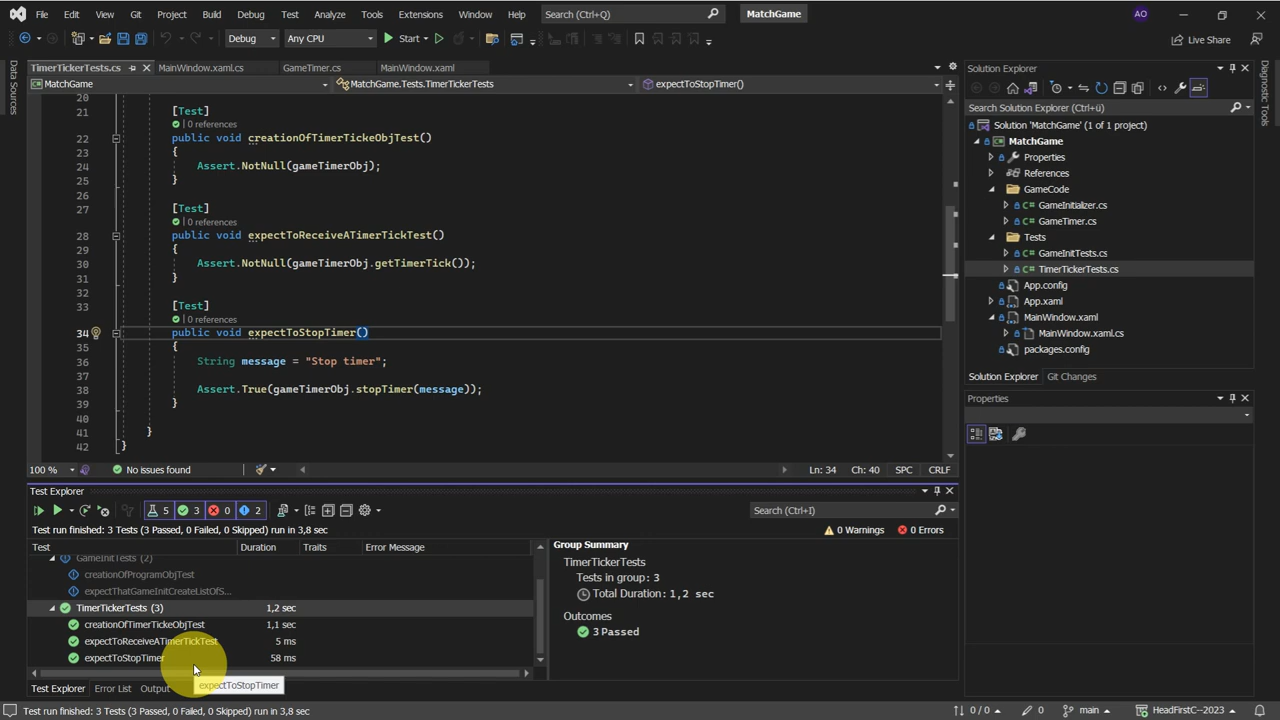 File Edit View Git Project Build Debug Test Analyze Tools Extensions Window Help Search (Ctrl+Q) MatchGame AO
Debug Any CPU Start Live Share
TimerTickerTests.cs MainWindow.xaml.cs GameTimer.cs MainWindow.xaml
MatchGame MatchGame.Tests.TimerTickerTests expectToStopTimer()
Data Sources
20
21 [Test]
0 references
22 public void creationOfTimerTickeObjTest()
23 {
24 Assert.NotNull(gameTimerObj);
25 }
26
27 [Test]
0 references
28 public void expectToReceiveATimerTickTest()
29 {
30 Assert.NotNull(gameTimerObj.getTimerTick());
31 }
32
33 [Test]
0 references
34 public void expectToStopTimer()
35 {
36 String message = "Stop timer";
37
38 Assert.True(gameTimerObj.stopTimer(message));
39 }
40
41 }
42 }
100 % No issues found Ln: 34 Ch: 40 SPC CRLF
Test Explorer
5 3 0 2 Search (Ctrl+I)
Test run finished: 3 Tests (3 Passed, 0 Failed, 0 Skipped) run in 3,8 sec 0 Warnings 0 Errors
Test Duration Traits Error Message
GameInitTests (2)
creationOfProgramObjTest
expectThatGameInitCreateListOfS...
TimerTickerTests (3) 1,2 sec
creationOfTimerTickeObjTest 1,1 sec
expectToReceiveATimerTickTest 5 ms
expectToStopTimer 58 ms
expectToStopTimer
Group Summary
TimerTickerTests
Tests in group: 3
Total Duration: 1,2 sec
Outcomes
3 Passed
Test Explorer Error List Output
Solution Explorer
Search Solution Explorer (Ctrl+ü)
Solution 'MatchGame' (1 of 1 project)
MatchGame
Properties
References
GameCode
C# GameInitializer.cs
C# GameTimer.cs
Tests
C# GameInitTests.cs
C# TimerTickerTests.cs
App.config
App.xaml
MainWindow.xaml
C# MainWindow.xaml.cs
packages.config
Solution Explorer Git Changes
Properties
Diagnostic Tools
Test run finished: 3 Tests (3 Passed, 0 Failed, 0 Skipped) run in 3,8 sec 0 / 0 0 main HeadFirstC--2023